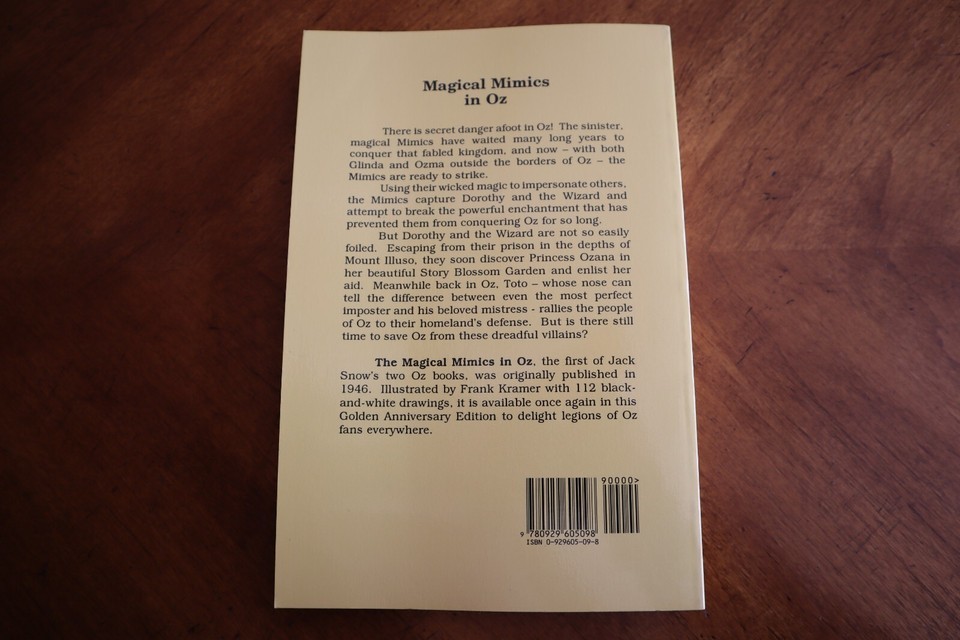 Magical Mimics
in Oz
There is secret danger afoot in Oz! The sinister,
magical Mimics have waited many long years to
conquer that fabled kingdom, and now – with both
Glinda and Ozma outside the borders of Oz – the
Mimics are ready to strike.
Using their wicked magic to impersonate others,
the Mimics capture Dorothy and the Wizard and
attempt to break the powerful enchantment that has
prevented them from conquering Oz for so long.
But Dorothy and the Wizard are not so easily
foiled. Escaping from their prison in the depths of
Mount Illuso, they soon discover Princess Ozana in
her beautiful Story Blossom Garden and enlist her
aid. Meanwhile back in Oz, Toto – whose nose can
tell the difference between even the most perfect
imposter and his beloved mistress - rallies the people
of Oz to their homeland's defense. But is there still
time to save Oz from these dreadful villains?
The Magical Mimics in Oz, the first of Jack
Snow's two Oz books, was originally published in
1946. Illustrated by Frank Kramer with 112 black-
and-white drawings, it is available once again in this
Golden Anniversary Edition to delight legions of Oz
fans everywhere.
90000>
9 780929 605098
ISBN 0-929605-09-8